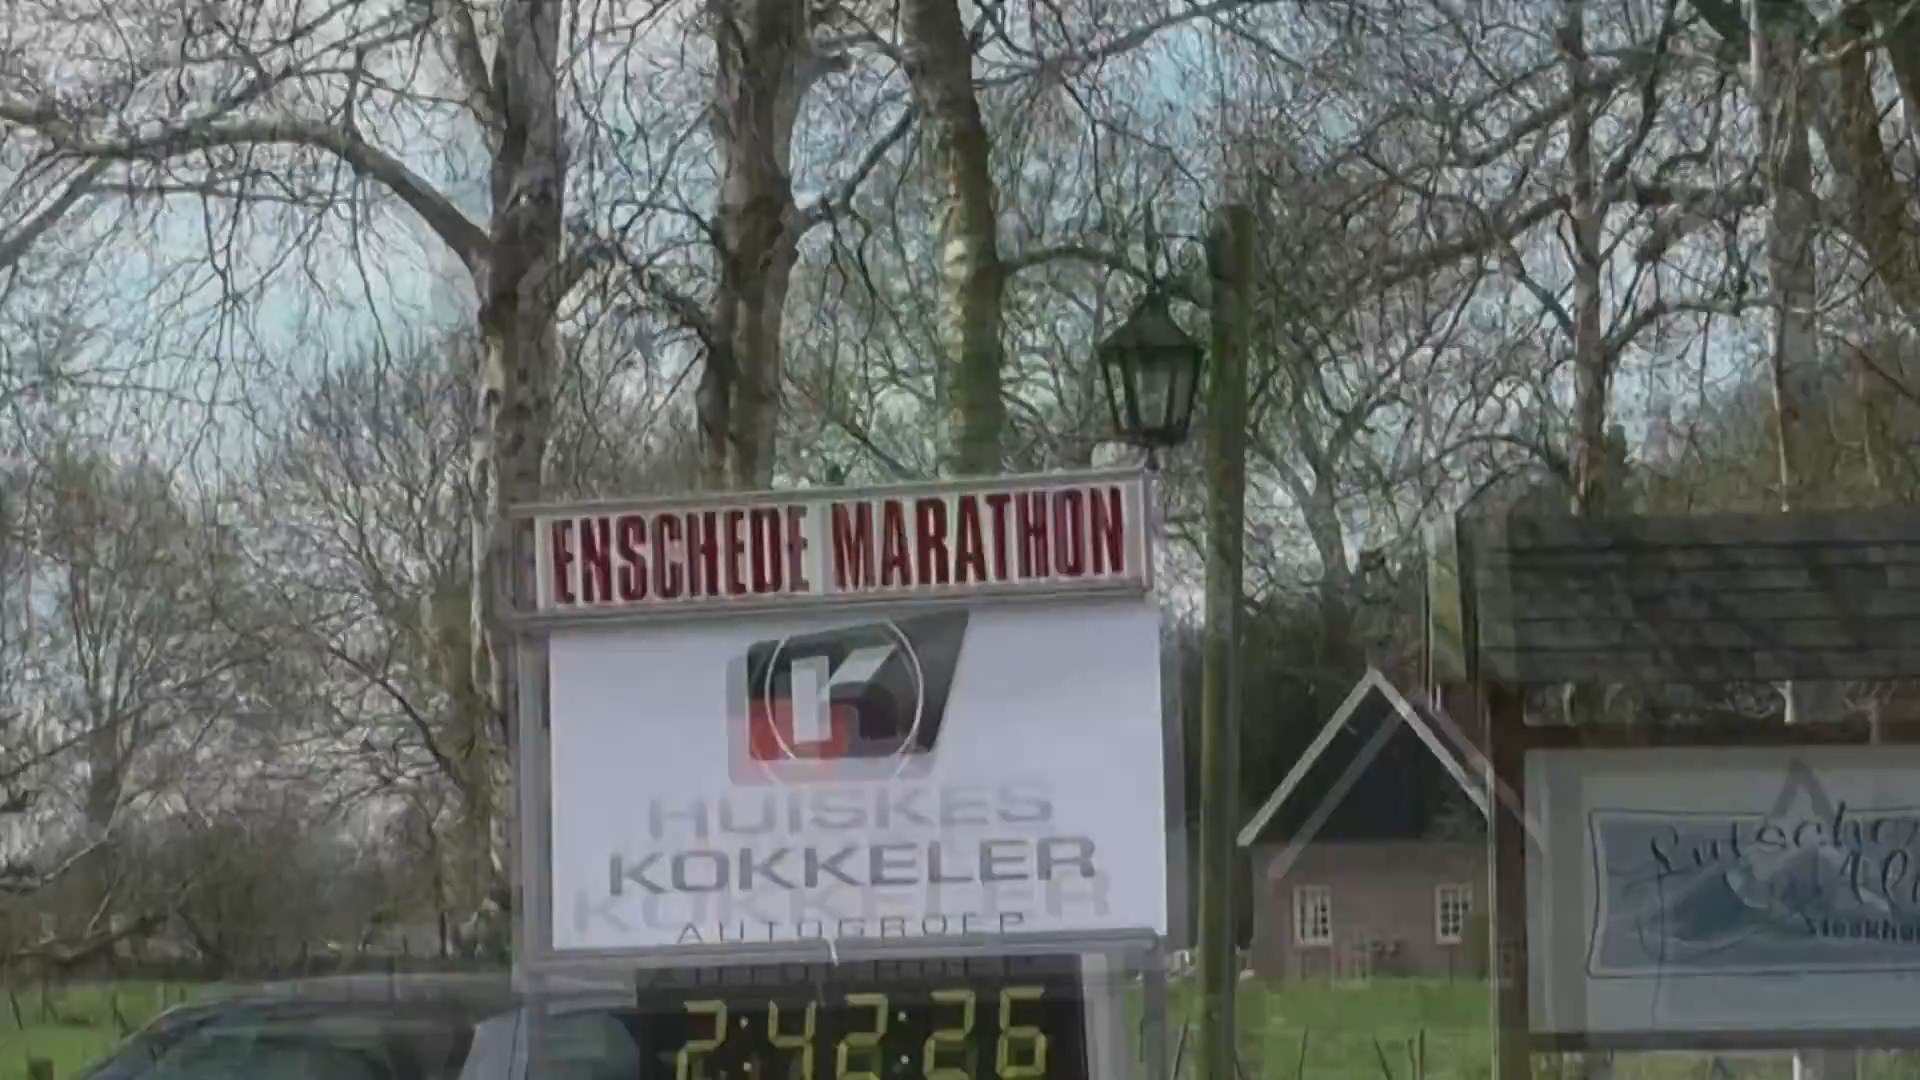 ENSCHEDE MARATHON
HUISKES
KOKKELER
AUTOGROEP
2:42:26